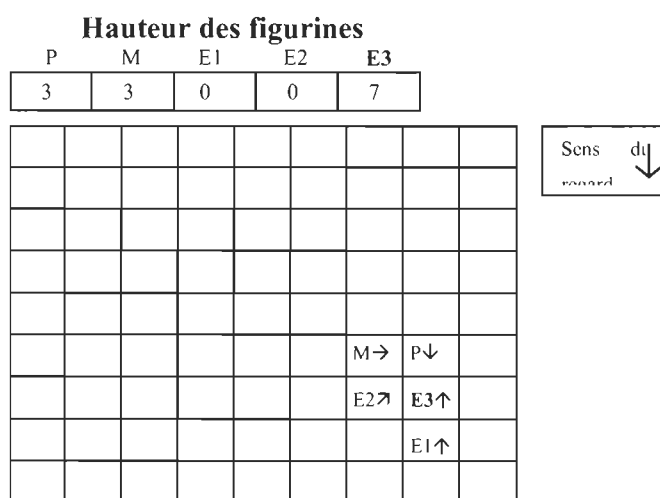 Hauteur des figurines
P M E1 E2 E3
3 3 0 0 7
Sens du ↓
M→ P↓
E2↗ E3↑
E1↑